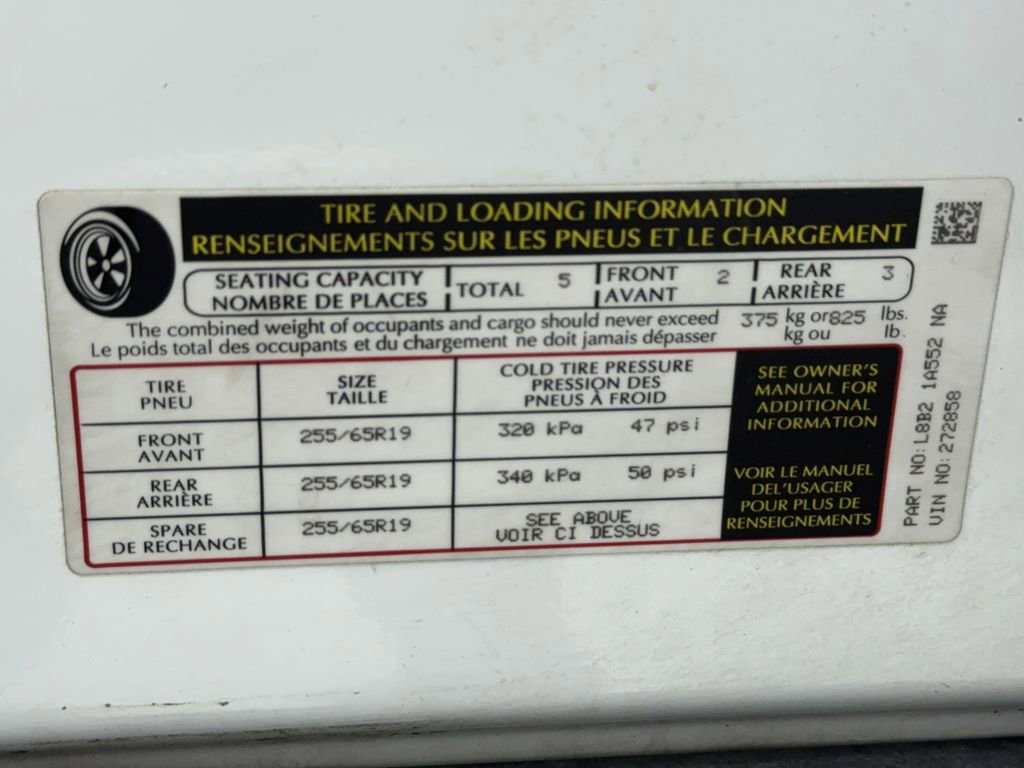 TIRE AND LOADING INFORMATION
RENSEIGNEMENTS SUR LES PNEUS ET LE CHARGEMENT
SEATING CAPACITY
NOMBRE DE PLACES
TOTAL 5
FRONT
AVANT
2
REAR
ARRIÈRE
3
The combined weight of occupants and cargo should never exceed 375 kg or 825 lbs.
Le poids total des occupants et du chargement ne doit jamais dépasser kg ou lb.
TIRE
PNEU
SIZE
TAILLE
COLD TIRE PRESSURE
PRESSION DES
PNEUS À FROID
FRONT
AVANT
255/65R19
320 kPa 47 psi
REAR
ARRIÈRE
255/65R19
340 kPa 50 psi
SPARE
DE RECHANGE
255/65R19
SEE ABOVE
VOIR CI DESSUS
SEE OWNER'S
MANUAL FOR
ADDITIONAL
INFORMATION
VOIR LE MANUEL
DEL'USAGER
POUR PLUS DE
RENSEIGNEMENTS
PART NO: L8B2 1A552 NA
VIN NO: 272858